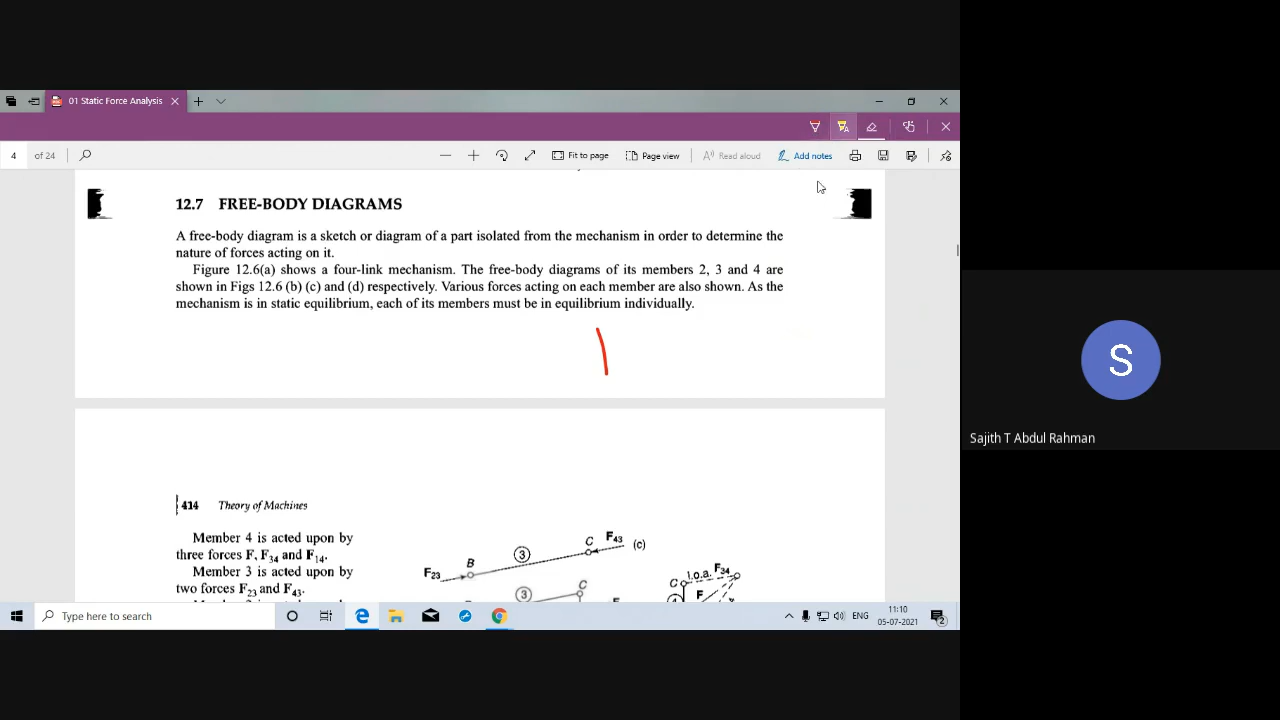 01 Static Force Analysis
4 of 24
Fit to page
Page view
Read aloud
Add notes
12.7 FREE-BODY DIAGRAMS
A free-body diagram is a sketch or diagram of a part isolated from the mechanism in order to determine the
nature of forces acting on it.
Figure 12.6(a) shows a four-link mechanism. The free-body diagrams of its members 2, 3 and 4 are
shown in Figs 12.6 (b) (c) and (d) respectively. Various forces acting on each member are also shown. As the
mechanism is in static equilibrium, each of its members must be in equilibrium individually.
414 Theory of Machines
Member 4 is acted upon by
three forces F, F34 and F14.
Member 3 is acted upon by
two forces F23 and F43.
C F43 (c)
3
B
F23
3 C
C l.o.a. F34
F
S
Sajith T Abdul Rahman
Type here to search
ENG
11:10
05-07-2021
2